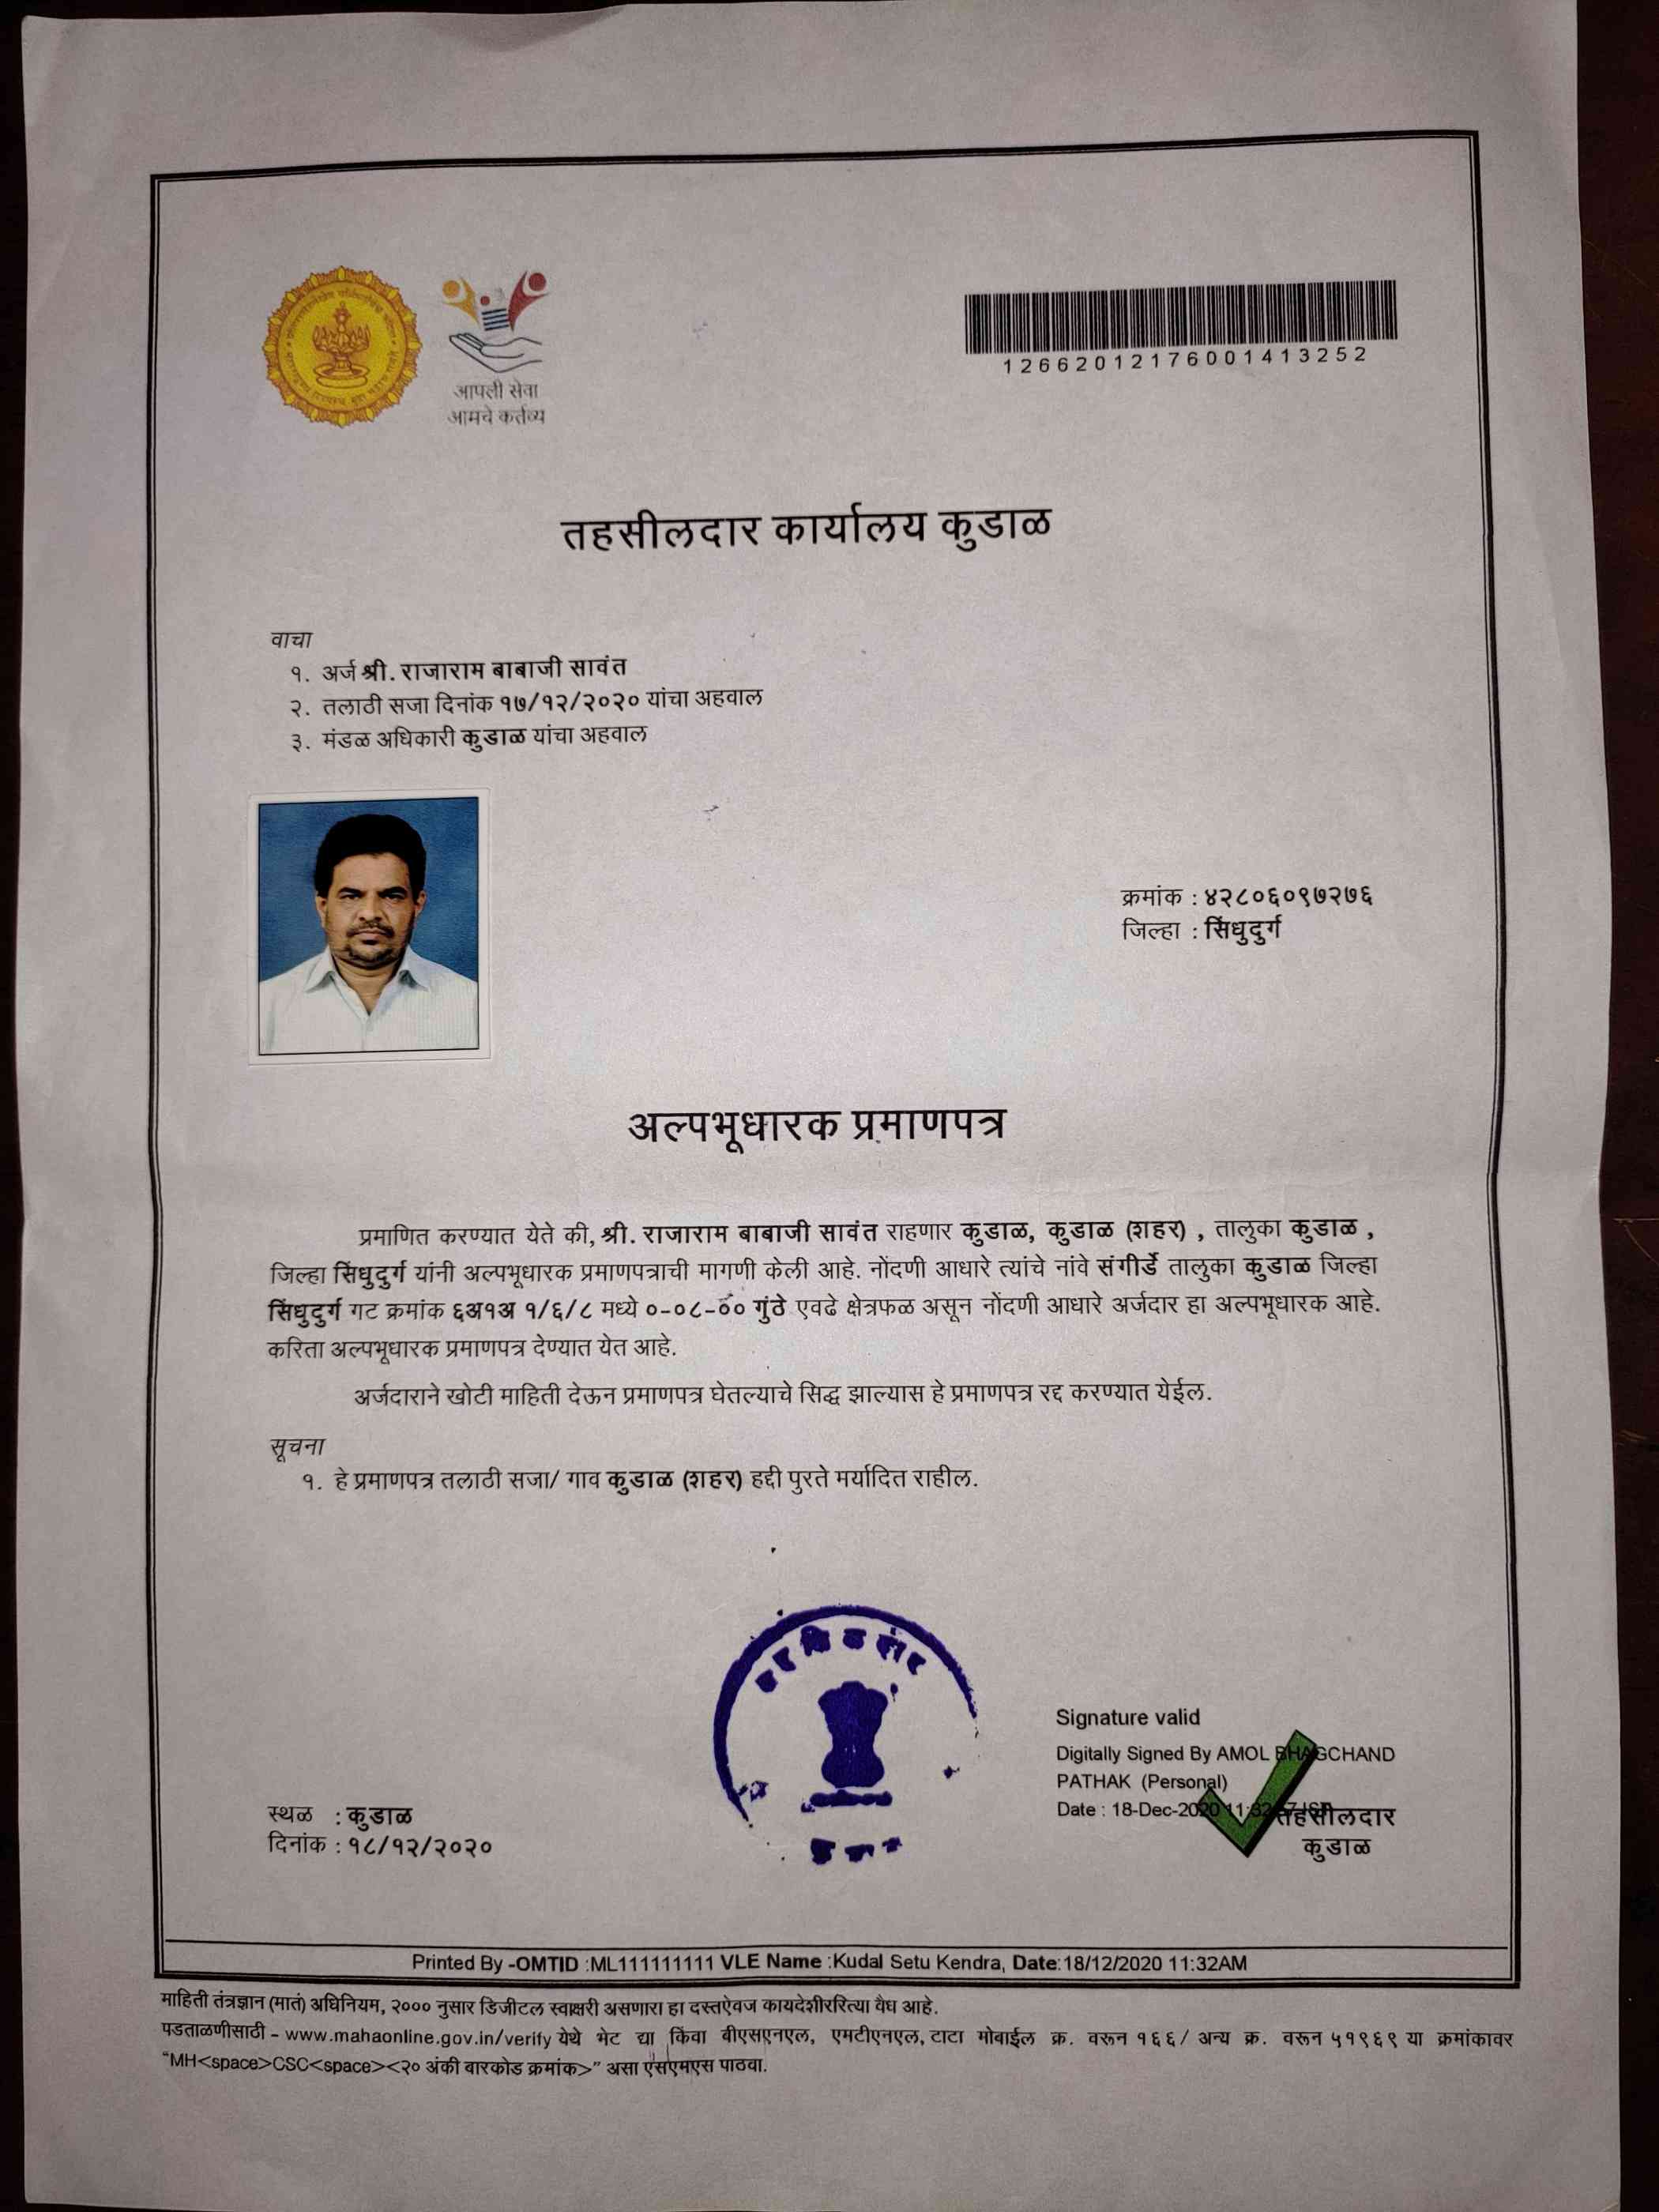 आपली सेवा
आमचे कर्तव्य
12662012176001413252
तहसीलदार कार्यालय कुडाळ
वाचा
१. अर्ज श्री. राजाराम बाबाजी सावंत
२. तलाठी सजा दिनांक १७/१२/२०२० यांचा अहवाल
३. मंडळ अधिकारी कुडाळ यांचा अहवाल
क्रमांक : ४२८०६०९७२७६
जिल्हा : सिंधुदुर्ग
अल्पभूधारक प्रमाणपत्र
प्रमाणित करण्यात येते की, श्री. राजाराम बाबाजी सावंत राहणार कुडाळ, कुडाळ (शहर) , तालुका कुडाळ ,
जिल्हा सिंधुदुर्ग यांनी अल्पभूधारक प्रमाणपत्राची मागणी केली आहे. नोंदणी आधारे त्यांचे नांवे संगीर्डे तालुका कुडाळ जिल्हा
सिंधुदुर्ग गट क्रमांक ६अ१अ १/६/८ मध्ये ०-०८-०० गुंठे एवढे क्षेत्रफळ असून नोंदणी आधारे अर्जदार हा अल्पभूधारक आहे.
करिता अल्पभूधारक प्रमाणपत्र देण्यात येत आहे.
अर्जदाराने खोटी माहिती देऊन प्रमाणपत्र घेतल्याचे सिद्ध झाल्यास हे प्रमाणपत्र रद्द करण्यात येईल.
सूचना
१. हे प्रमाणपत्र तलाठी सजा/ गाव कुडाळ (शहर) हद्दी पुरते मर्यादित राहील.
Signature valid
Digitally Signed By AMOL BHAGCHAND
PATHAK (Personal)
Date : 18-Dec-2020
तहसीलदार
कुडाळ
स्थळ : कुडाळ
दिनांक : १८/१२/२०२०
Printed By -OMTID :ML111111111 VLE Name :Kudal Setu Kendra, Date:18/12/2020 11:32AM
माहिती तंत्रज्ञान (मातं) अधिनियम, २००० नुसार डिजीटल स्वाक्षरी असणारा हा दस्तऐवज कायदेशीररित्या वैध आहे.
पडताळणीसाठी - www.mahaonline.gov.in/verify येथे भेट द्या किंवा बीएसएनएल, एमटीएनएल, टाटा मोबाईल क्र. वरून १६६/ अन्य क्र. वरून ५१९६९ या क्रमांकावर
"MH<space>CSC<space><२० अंकी बारकोड क्रमांक>" असा एसएमएस पाठवा.